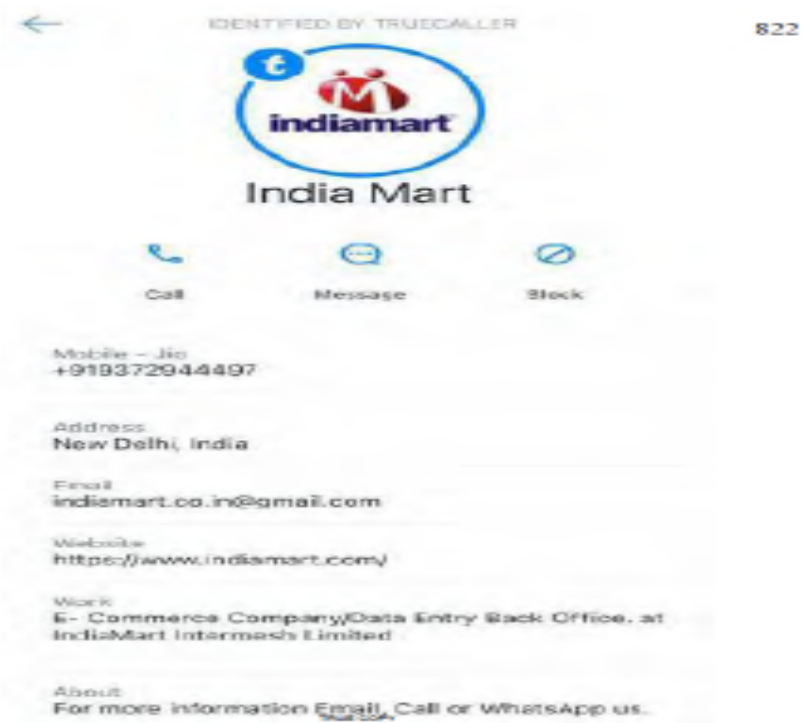 IDENTIFIED BY TRUECALLER
822
indiamart
India Mart
Call
Message
Block
Mobile – Jio
+919372944497
Address
New Delhi, India
Email
indiamart.co.in@gmail.com
Website
https://www.indiamart.com/
Work
E- Commerce Company/Data Entry Back Office. at
IndiaMart Intermesh Limited
About
For more information Email, Call or WhatsApp us.